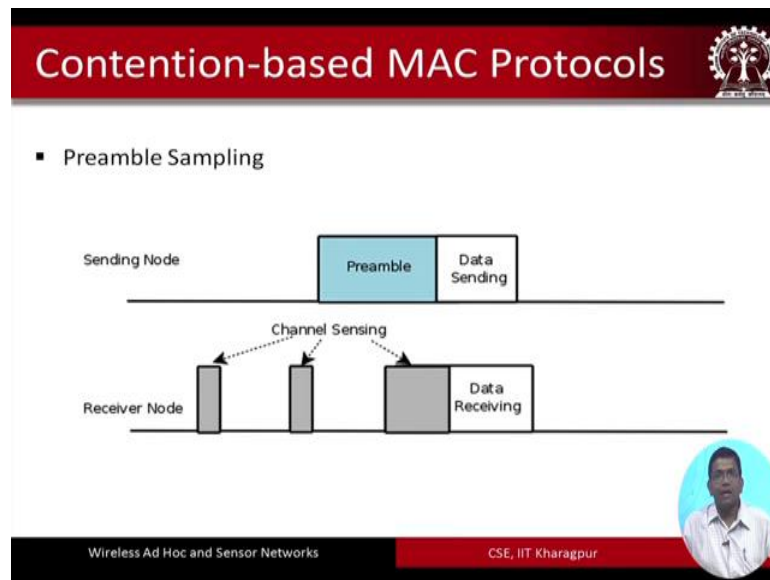 Contention-based MAC Protocols
▪ Preamble Sampling
Sending Node
Preamble
Data
Sending
Channel Sensing
Receiver Node
Data
Receiving
Wireless Ad Hoc and Sensor Networks
CSE, IIT Kharagpur